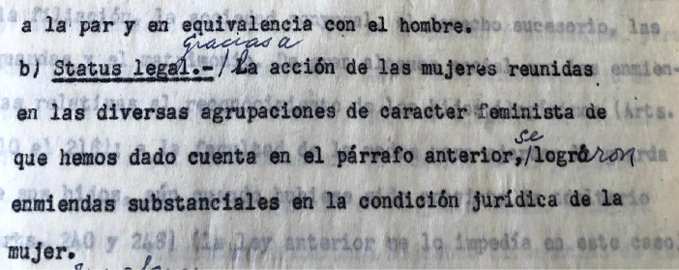 a la par y en equivalencia con el hombre.
Gracias a
b) Status legal.-/ la acción de las mujeres reunidas
en las diversas agrupaciones de caracter feminista de
se
que hemos dado cuenta en el párrafo anterior,/lograron
enmiendas substanciales en la condición jurídica de la
mujer.